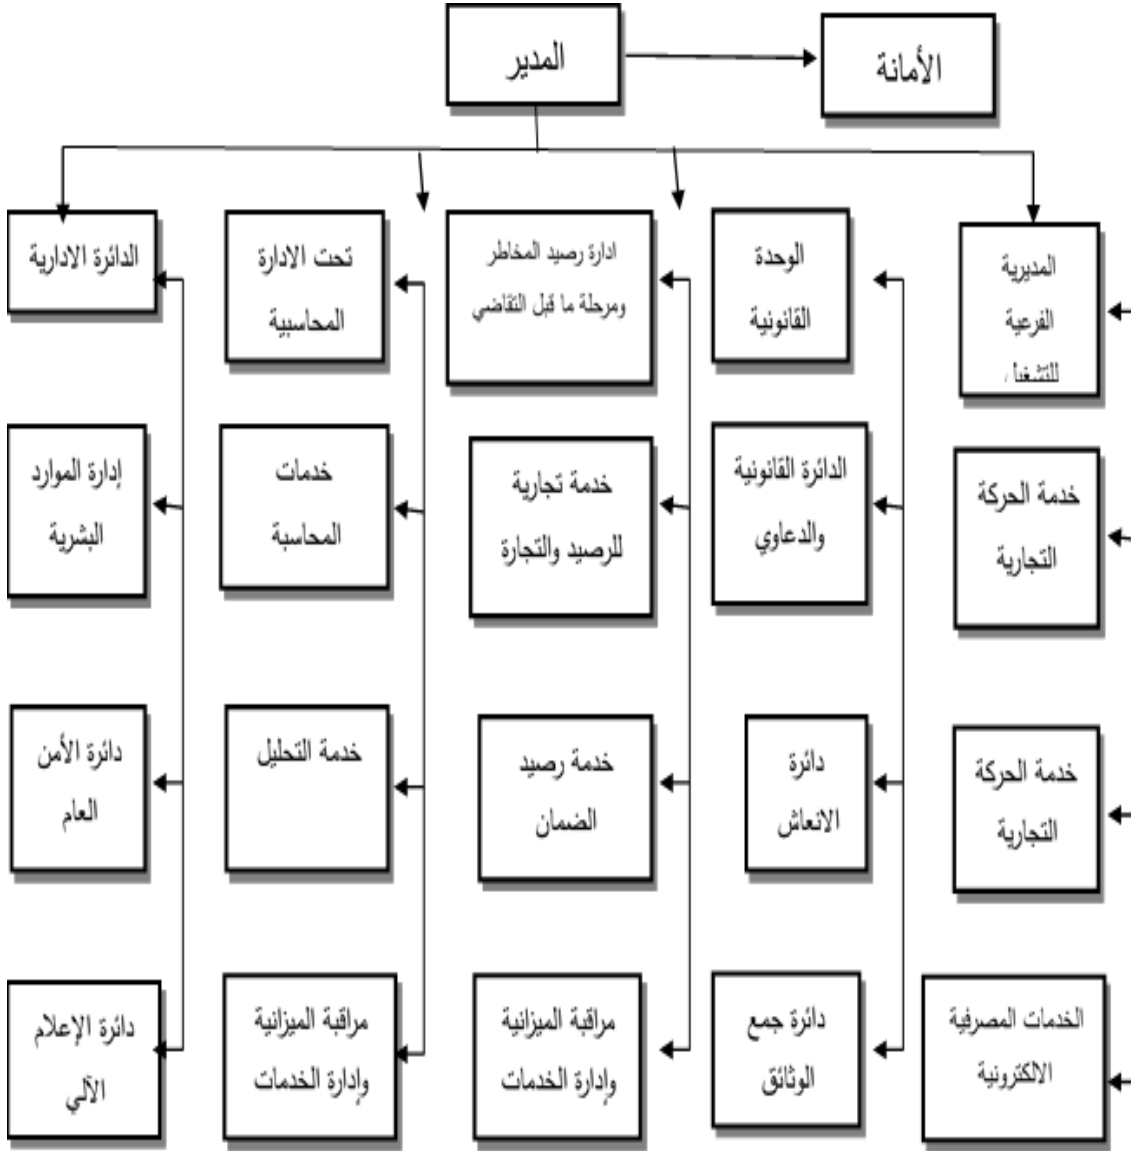 المدير
الأمانة
المديرية
الفرعية
للتشغيل
الوحدة
القانونية
ادارة رصيد المخاطر
ومرحلة ما قبل التقاضي
تحت الادارة
المحاسبية
الدائرة الادارية
خدمة الحركة
التجارية
الدائرة القانونية
والدعاوي
خدمة تجارية
للرصيد والتجارة
خدمات
المحاسبة
إدارة الموارد
البشرية
خدمة الحركة
التجارية
دائرة
الانعاش
خدمة رصيد
الضمان
خدمة التحليل
دائرة الأمن
العام
الخدمات المصرفية
الالكترونية
دائرة جمع
الوثائق
مراقبة الميزانية
وإدارة الخدمات
مراقبة الميزانية
وإدارة الخدمات
دائرة الإعلام
الآلي